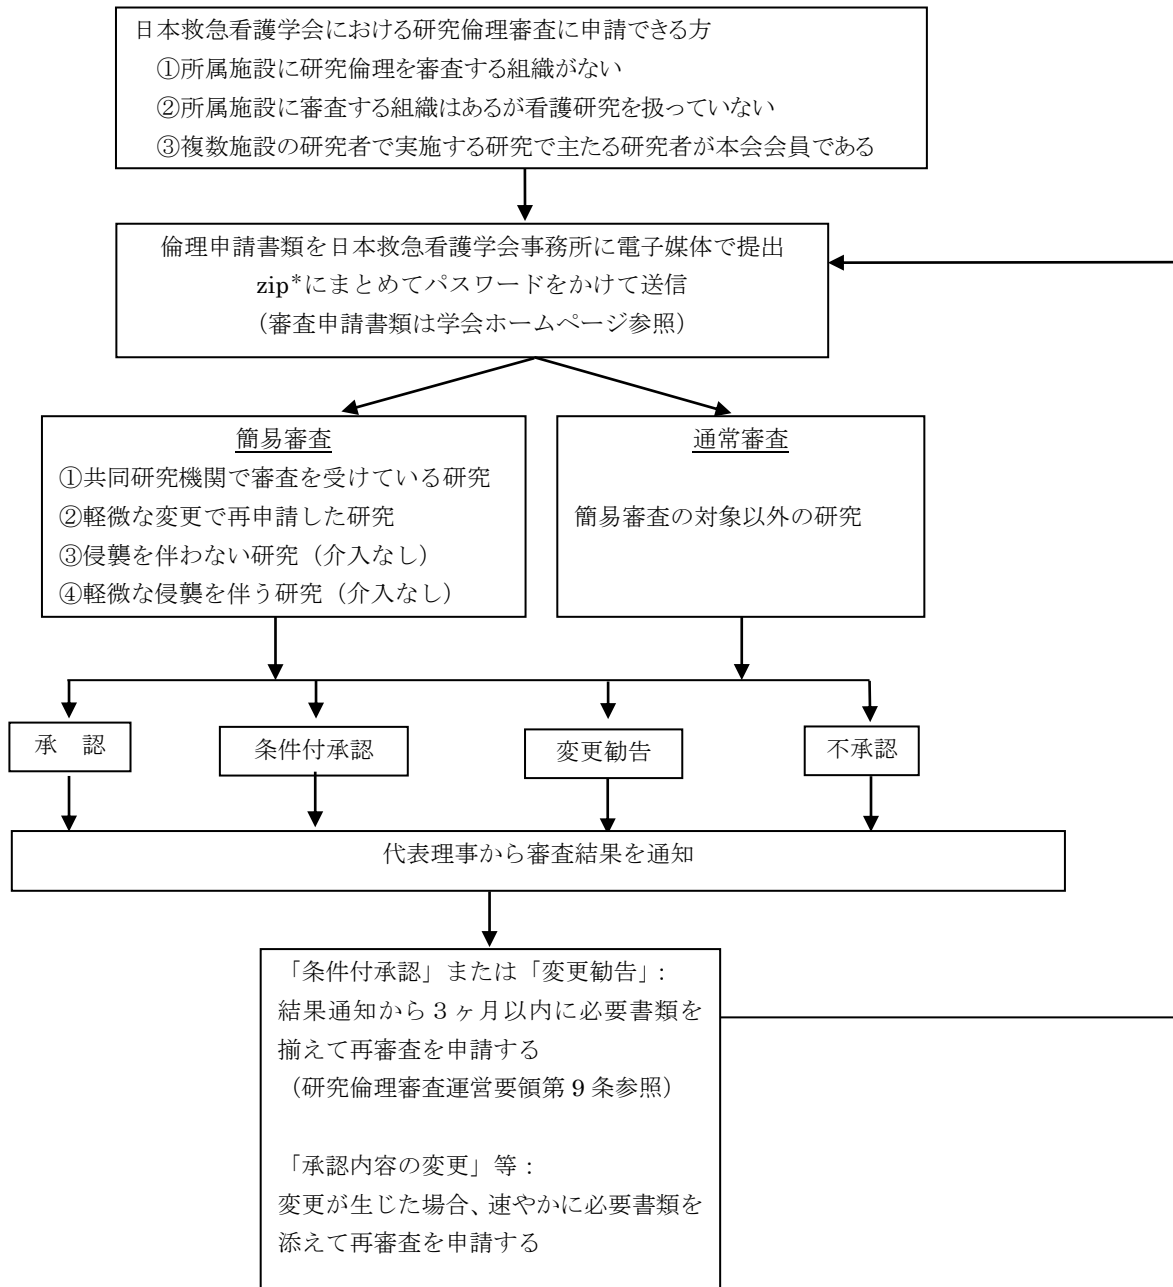 日本救急看護学会における研究倫理審査に申請できる方
①所属施設に研究倫理を審査する組織がない
②所属施設に審査する組織はあるが看護研究を扱っていない
③複数施設の研究者で実施する研究で主たる研究者が本会会員である
倫理申請書類を日本救急看護学会事務所に電子媒体で提出
zip*にまとめてパスワードをかけて送信
（審査申請書類は学会ホームページ参照）
簡易審査
①共同研究機関で審査を受けている研究
②軽微な変更で再申請した研究
③侵襲を伴わない研究（介入なし）
④軽微な侵襲を伴う研究（介入なし）
通常審査
簡易審査の対象以外の研究
承　認
条件付承認
変更勧告
不承認
代表理事から審査結果を通知
「条件付承認」または「変更勧告」：
結果通知から３ヶ月以内に必要書類を
揃えて再審査を申請する
（研究倫理審査運営要領第 9 条参照）
「承認内容の変更」等：
変更が生じた場合、速やかに必要書類を
添えて再審査を申請する